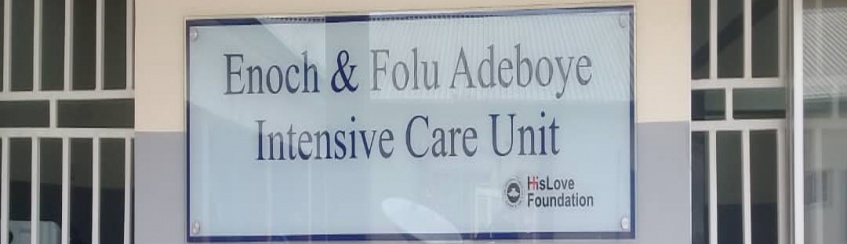 Enoch & Folu Adeboye
Intensive Care Unit
HisLove
Foundation